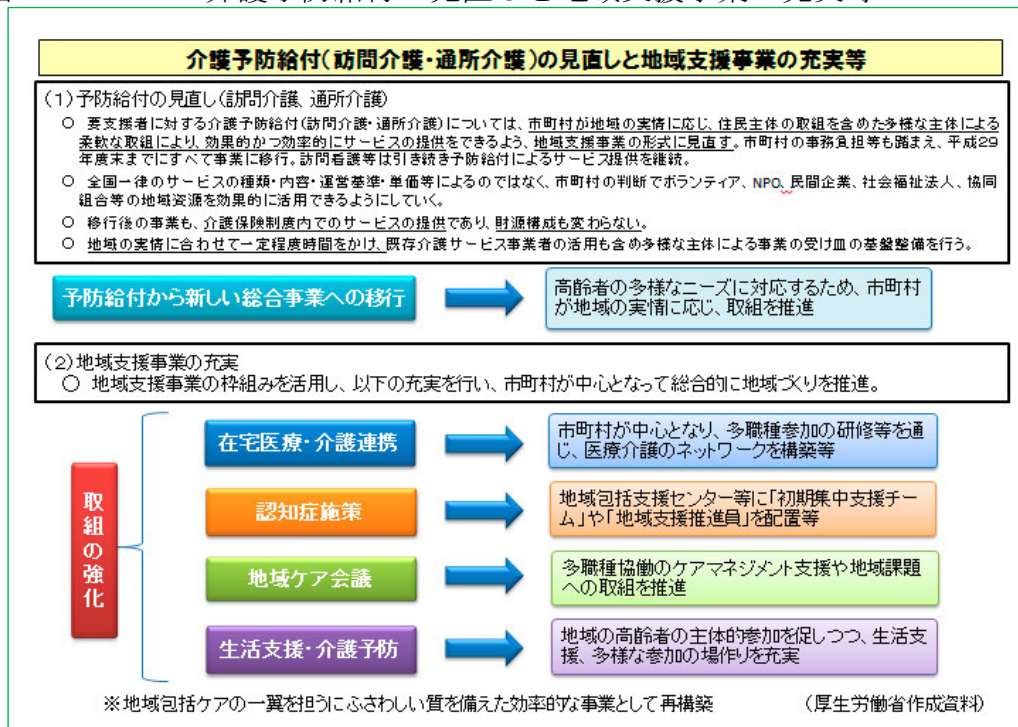 介護予防給付(訪問介護・通所介護)の見直しと地域支援事業の充実等
(1)予防給付の見直し(訪問介護、通所介護)
○ 要支援者に対する介護予防給付(訪問介護・通所介護)については、市町村が地域の実情に応じ、住民主体の取組を含めた多様な主体による
柔軟な取組により、効果的かつ効率的にサービスの提供をできるよう、地域支援事業の形式に見直す。市町村の事務負担等も踏まえ、平成29
年度末までにすべて事業に移行。訪問看護等は引き続き予防給付によるサービス提供を継続。
○ 全国一律のサービスの種類・内容・運営基準・単価等によるのではなく、市町村の判断でボランティア、NPO、民間企業、社会福祉法人、協同
組合等の地域資源を効果的に活用できるようにしていく。
○ 移行後の事業も、介護保険制度内でのサービスの提供であり、財源構成も変わらない。
○ 地域の実情に合わせて一定程度時間をかけ、既存介護サービス事業者の活用も含め多様な主体による事業の受け皿の基盤整備を行う。
予防給付から新しい総合事業への移行
高齢者の多様なニーズに対応するため、市町村
が地域の実情に応じ、取組を推進
(2)地域支援事業の充実
○ 地域支援事業の枠組みを活用し、以下の充実を行い、市町村が中心となって総合的に地域づくりを推進。
取組の強化
在宅医療・介護連携
市町村が中心となり、多職種参加の研修等を通
じ、医療介護のネットワークを構築等
認知症施策
地域包括支援センター等に「初期集中支援チー
ム」や「地域支援推進員」を配置等
地域ケア会議
多職種協働のケアマネジメント支援や地域課題
への取組を推進
生活支援・介護予防
地域の高齢者の主体的参加を促しつつ、生活支
援、多様な参加の場作りを充実
※地域包括ケアの一翼を担うにふさわしい質を備えた効率的な事業として再構築
(厚生労働省作成資料)